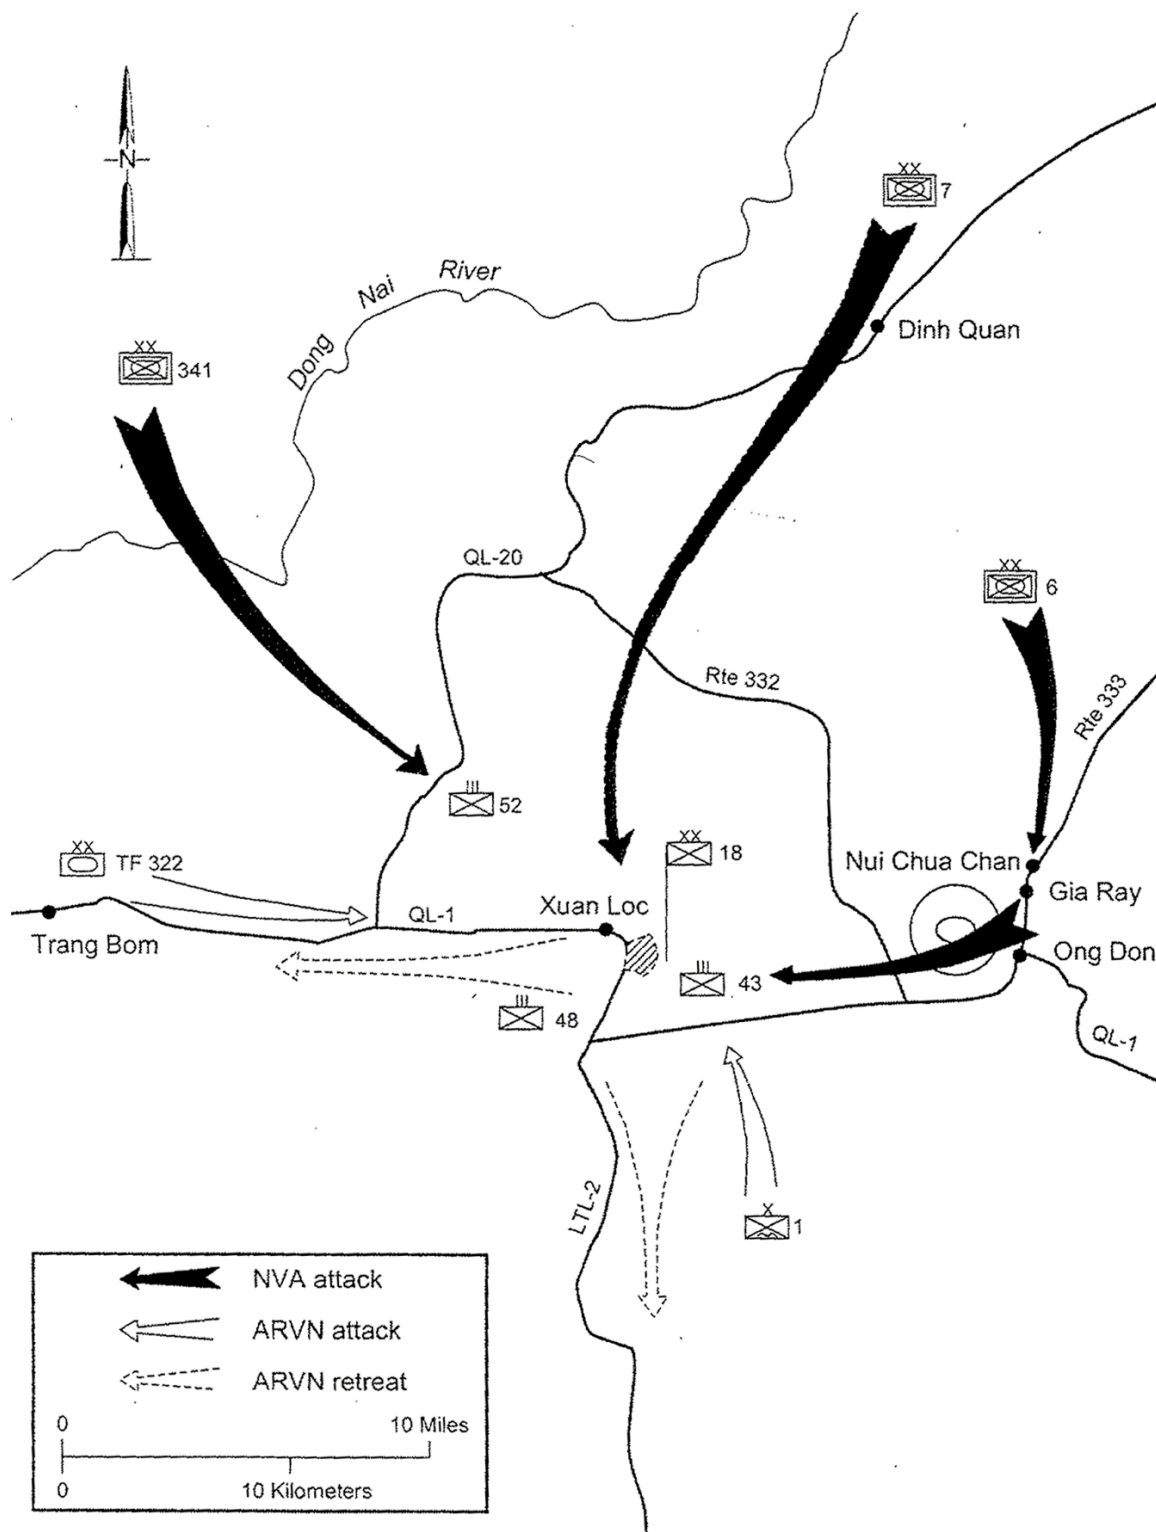 N
XX
7
Dong Nai River
Dinh Quan
XX
341
QL-20
XX
6
Rte 332
Rte 333
III
52
XX
TF 322
XX
18
Nui Chua Chan
Gia Ray
Xuan Loc
QL-1
Trang Bom
Ong Don
III
43
III
48
QL-1
LTL-2
X
1
NVA attack
ARVN attack
ARVN retreat
0 10 Miles
0 10 Kilometers